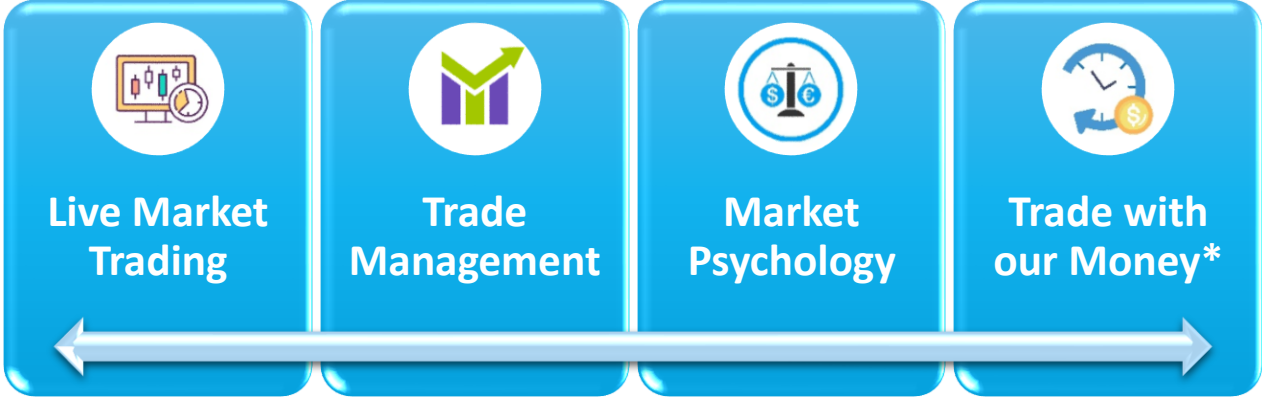 Live Market
Trading
Trade
Management
Market
Psychology
Trade with
our Money*
$
€
$